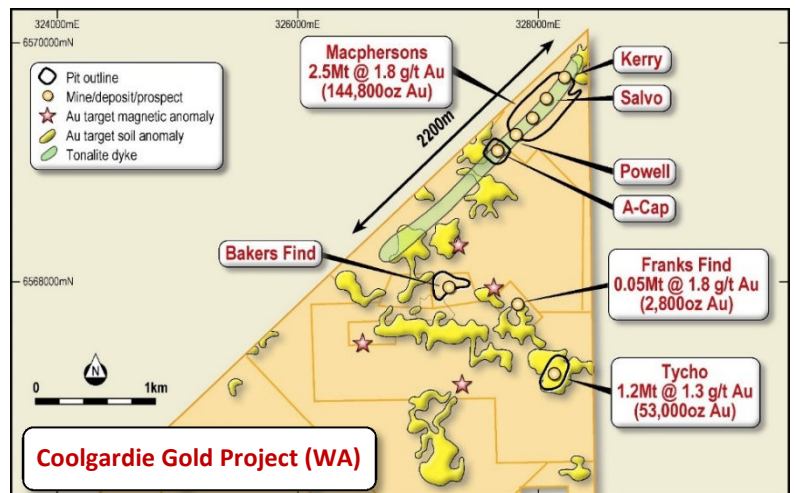 324000mE
326000mE
328000mE
6570000mN
6568000mN
Pit outline
Mine/deposit/prospect
Au target magnetic anomaly
Au target soil anomaly
Tonalite dyke
Macphersons
2.5Mt @ 1.8 g/t Au
(144,800oz Au)
2200m
Kerry
Salvo
Powell
A-Cap
Bakers Find
Franks Find
0.05Mt @ 1.8 g/t Au
(2,800oz Au)
Tycho
1.2Mt @ 1.3 g/t Au
(53,000oz Au)
N
0 1km
Coolgardie Gold Project (WA)